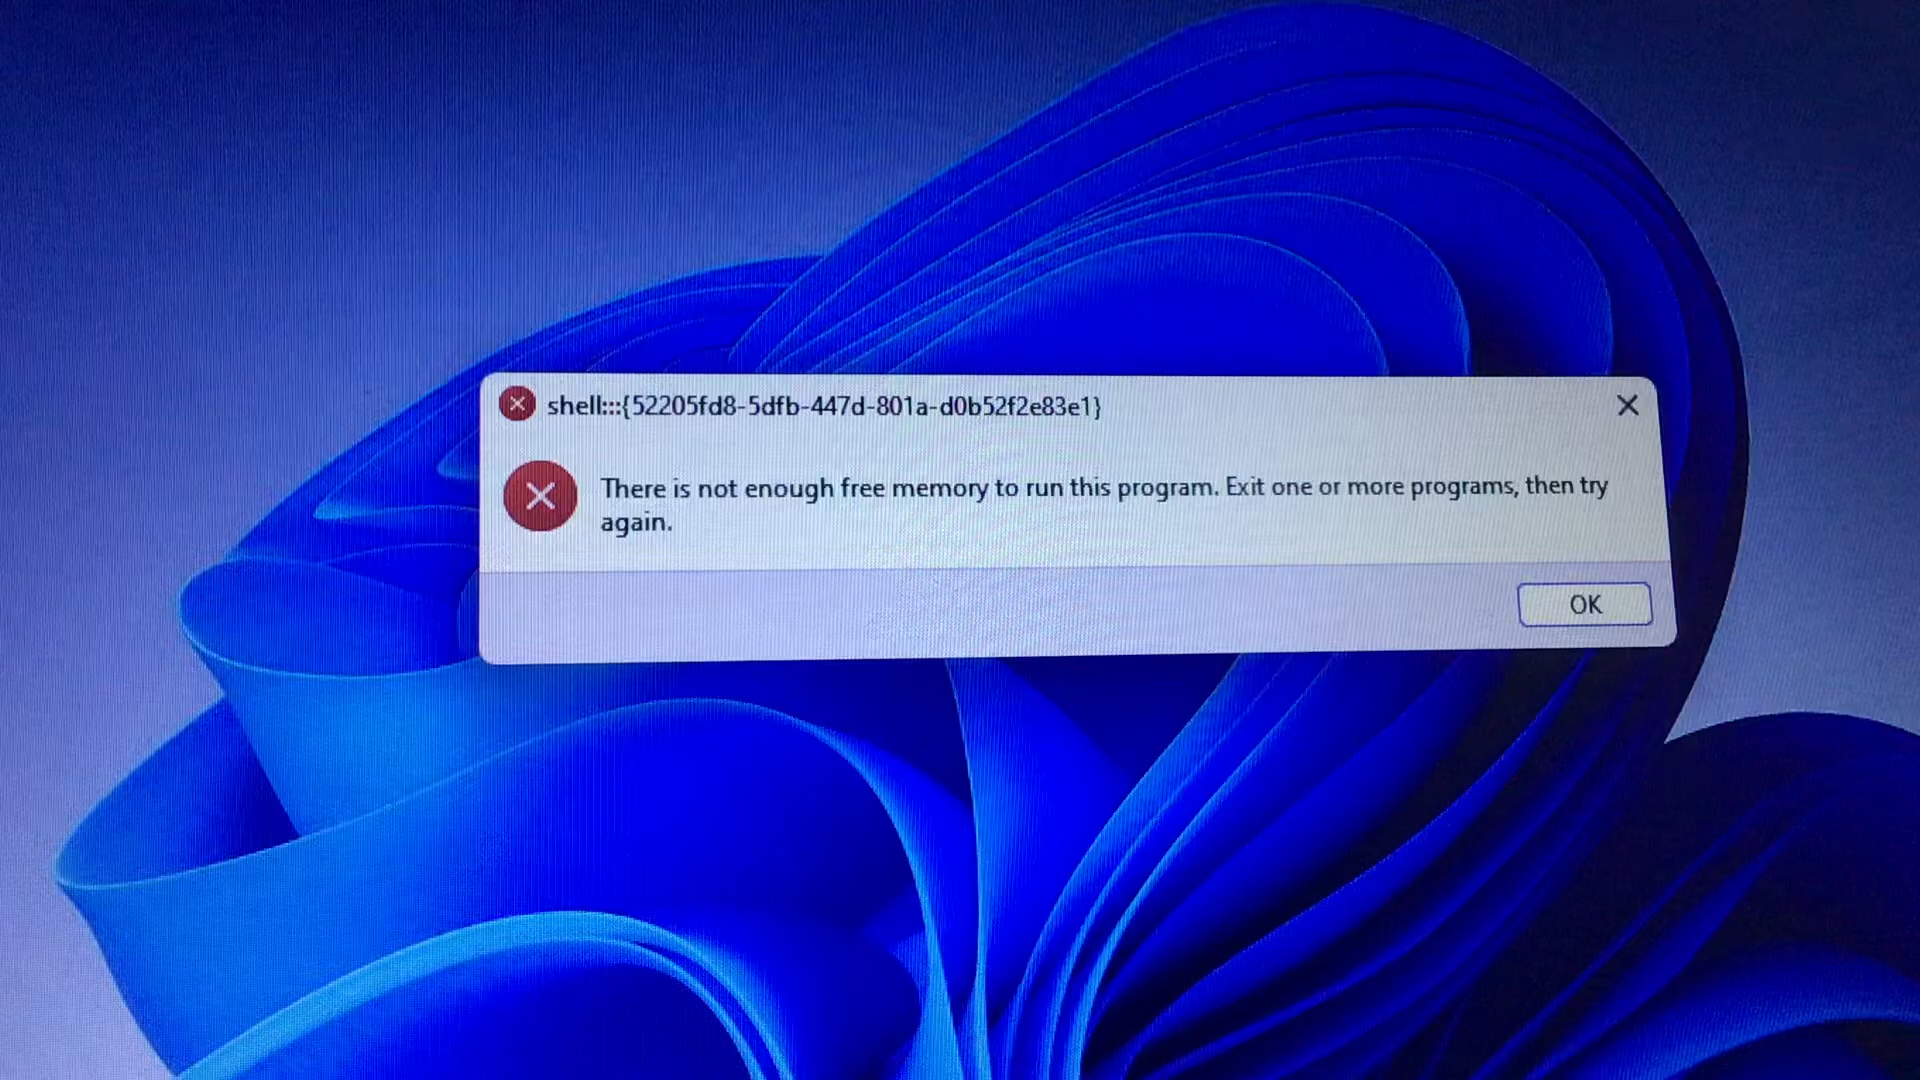 shell:::{52205fd8-5dfb-447d-801a-d0b52f2e83e1}
There is not enough free memory to run this program. Exit one or more programs, then try
again.
OK